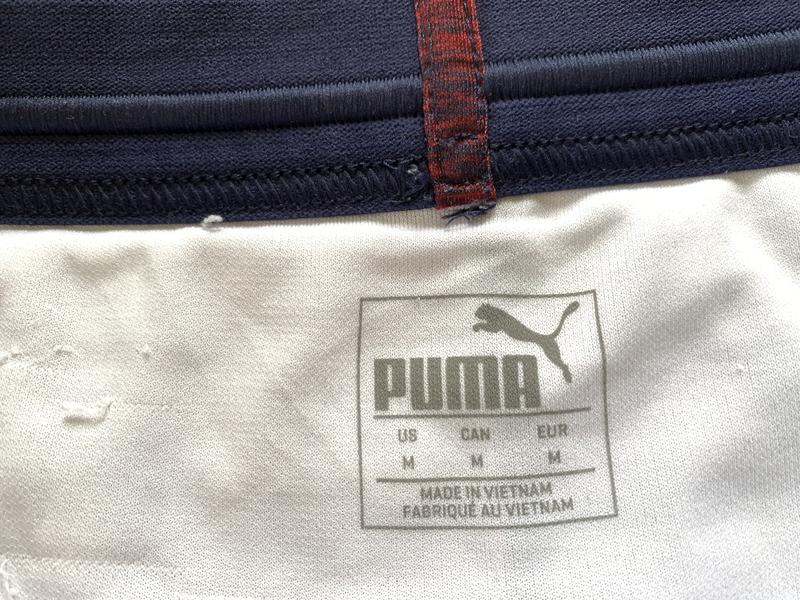 PUMA
US CAN EUR
M M M
MADE IN VIETNAM
FABRIQUÉ AU VIETNAM